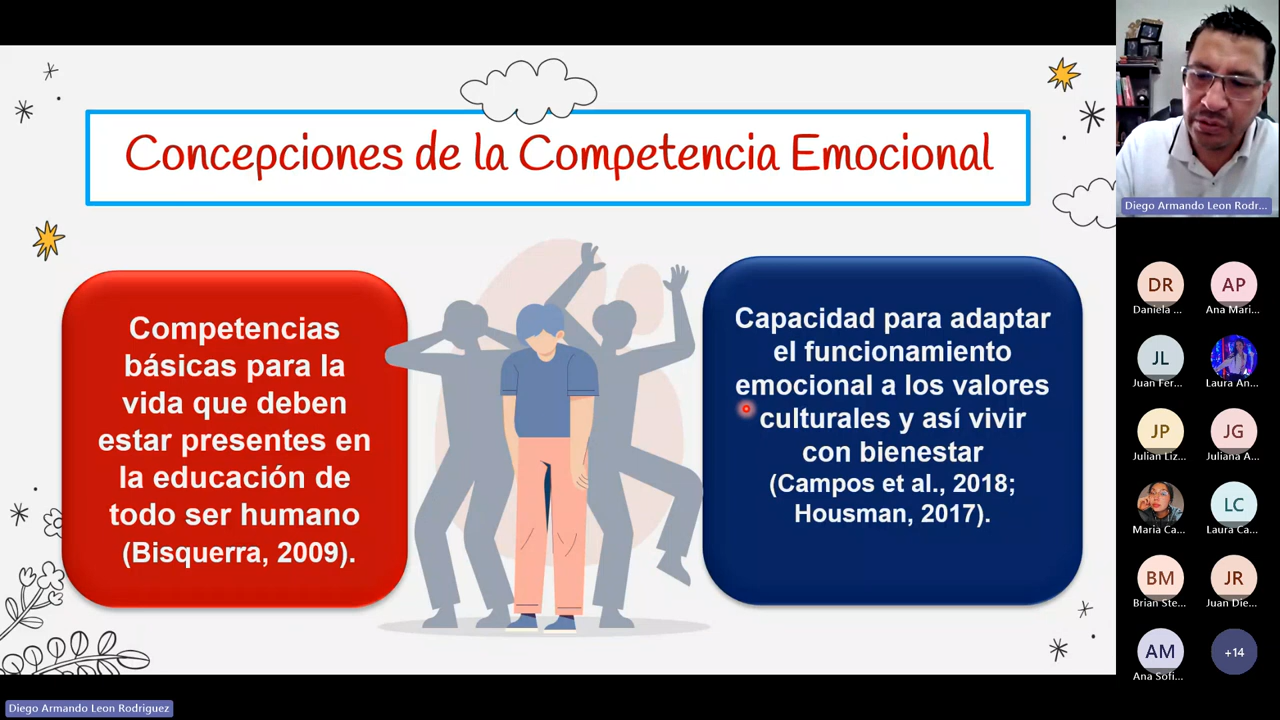 Concepciones de la Competencia Emocional
Competencias
básicas para la
vida que deben
estar presentes en
la educación de
todo ser humano
(Bisquerra, 2009).
Capacidad para adaptar
el funcionamiento
emocional a los valores
culturales y así vivir
con bienestar
(Campos et al., 2018;
Housman, 2017).
Diego Armando Leon Rodr...
DR
Daniela ...
AP
Ana Mari...
JL
Juan Fer...
Laura An...
JP
Julian Liz...
JG
Juliana A...
Maria Ca...
LC
Laura Ca...
BM
Brian Ste...
JR
Juan Die...
AM
Ana Sofi...
+14
Diego Armando Leon Rodriguez